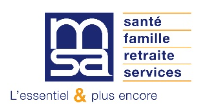 msa
santé
famille
retraite
services
L'essentiel & plus encore